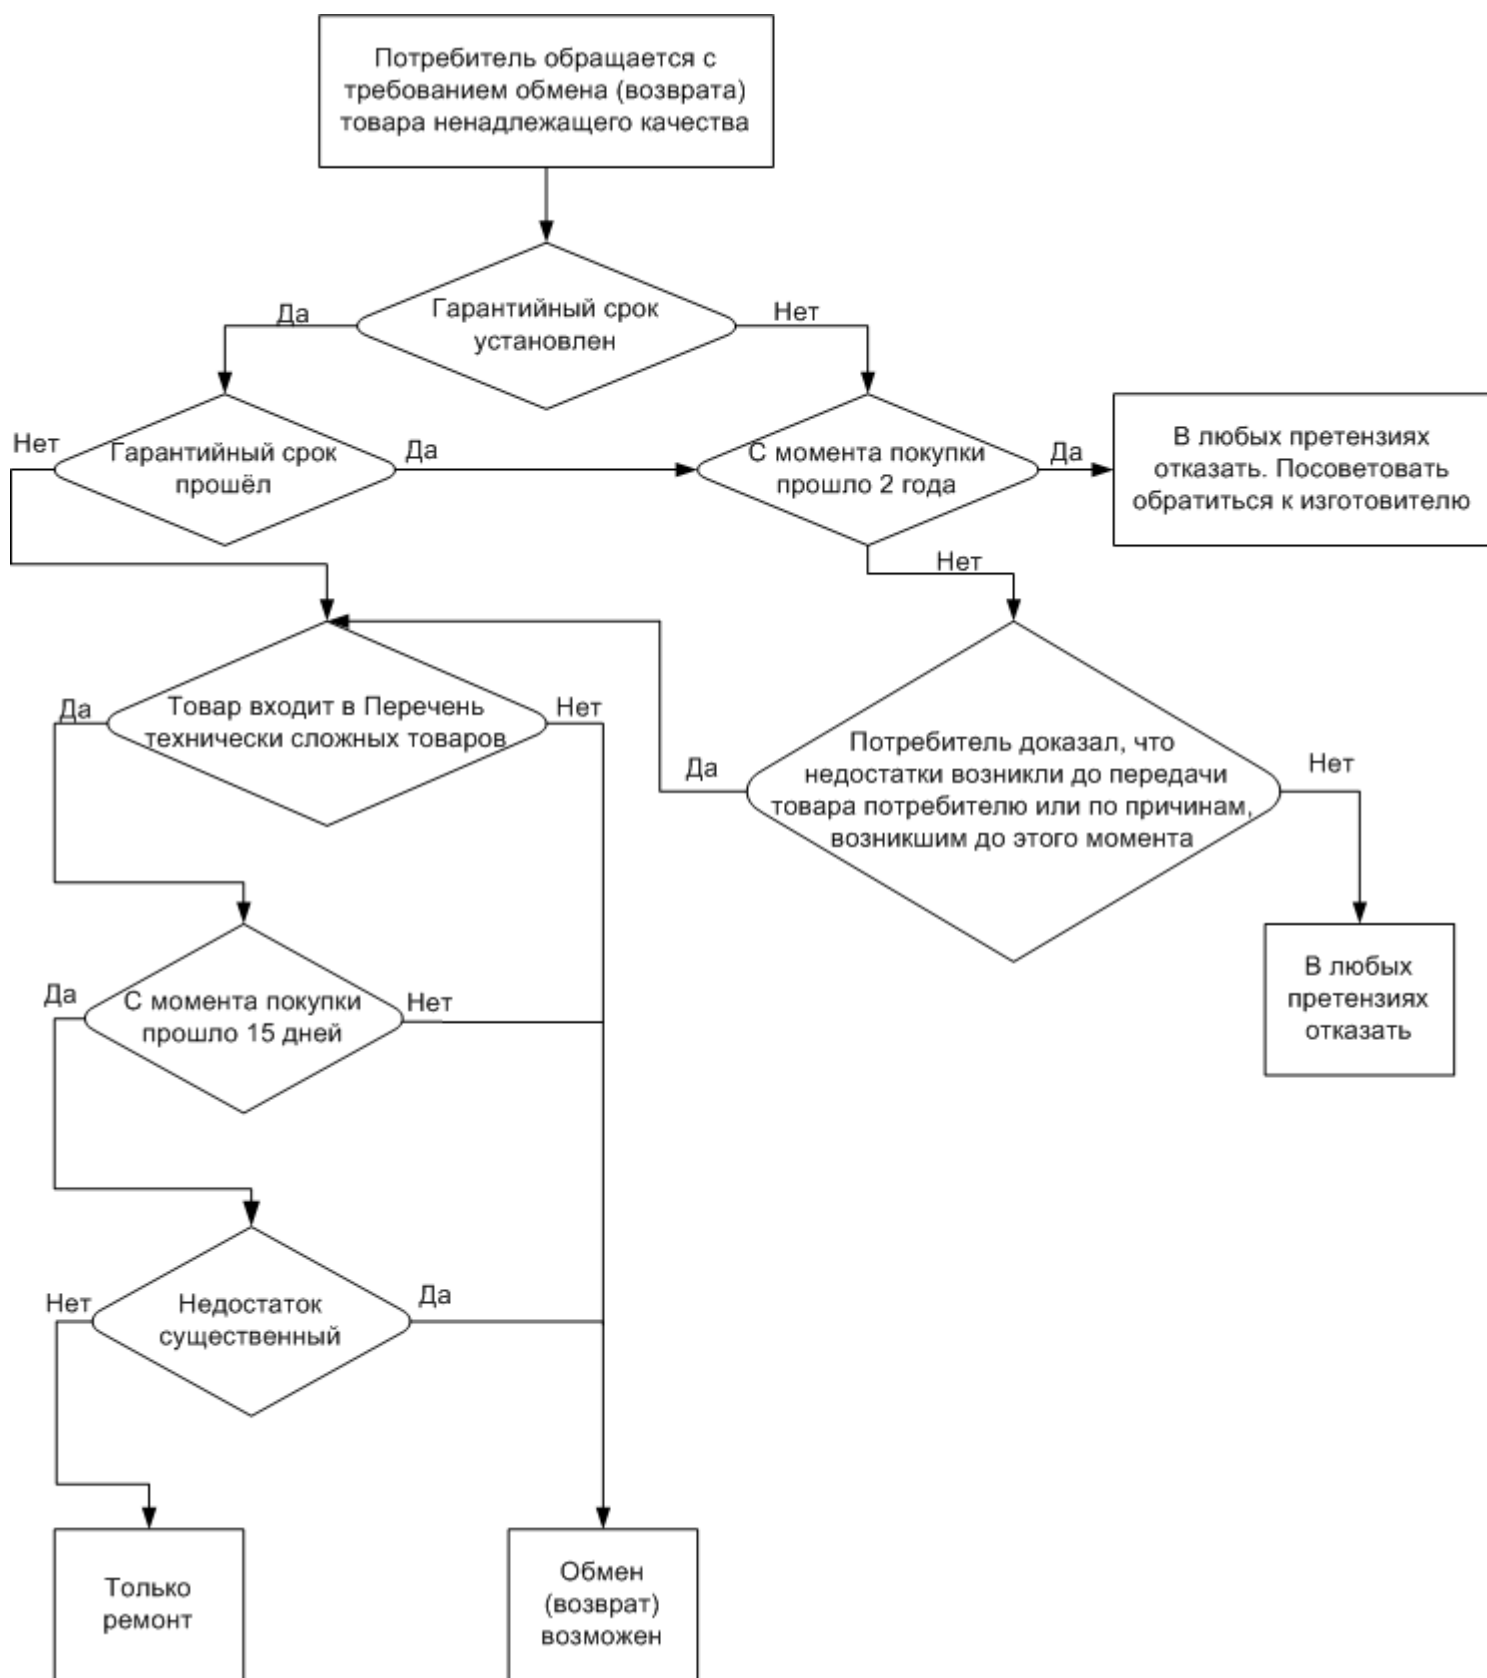 Потребитель обращается с
требованием обмена (возврата)
товара ненадлежащего качества
Да
Гарантийный срок
установлен
Нет
Нет
Гарантийный срок
прошёл
Да
С момента покупки
прошло 2 года
Да
В любых претензиях
отказать. Посоветовать
обратиться к изготовителю
Нет
Да
Товар входит в Перечень
технически сложных товаров
Нет
Да
Потребитель доказал, что
недостатки возникли до передачи
товара потребителю или по причинам,
возникшим до этого момента
Нет
В любых
претензиях
отказать
Да
С момента покупки
прошло 15 дней
Нет
Нет
Недостаток
существенный
Да
Только
ремонт
Обмен
(возврат)
возможен